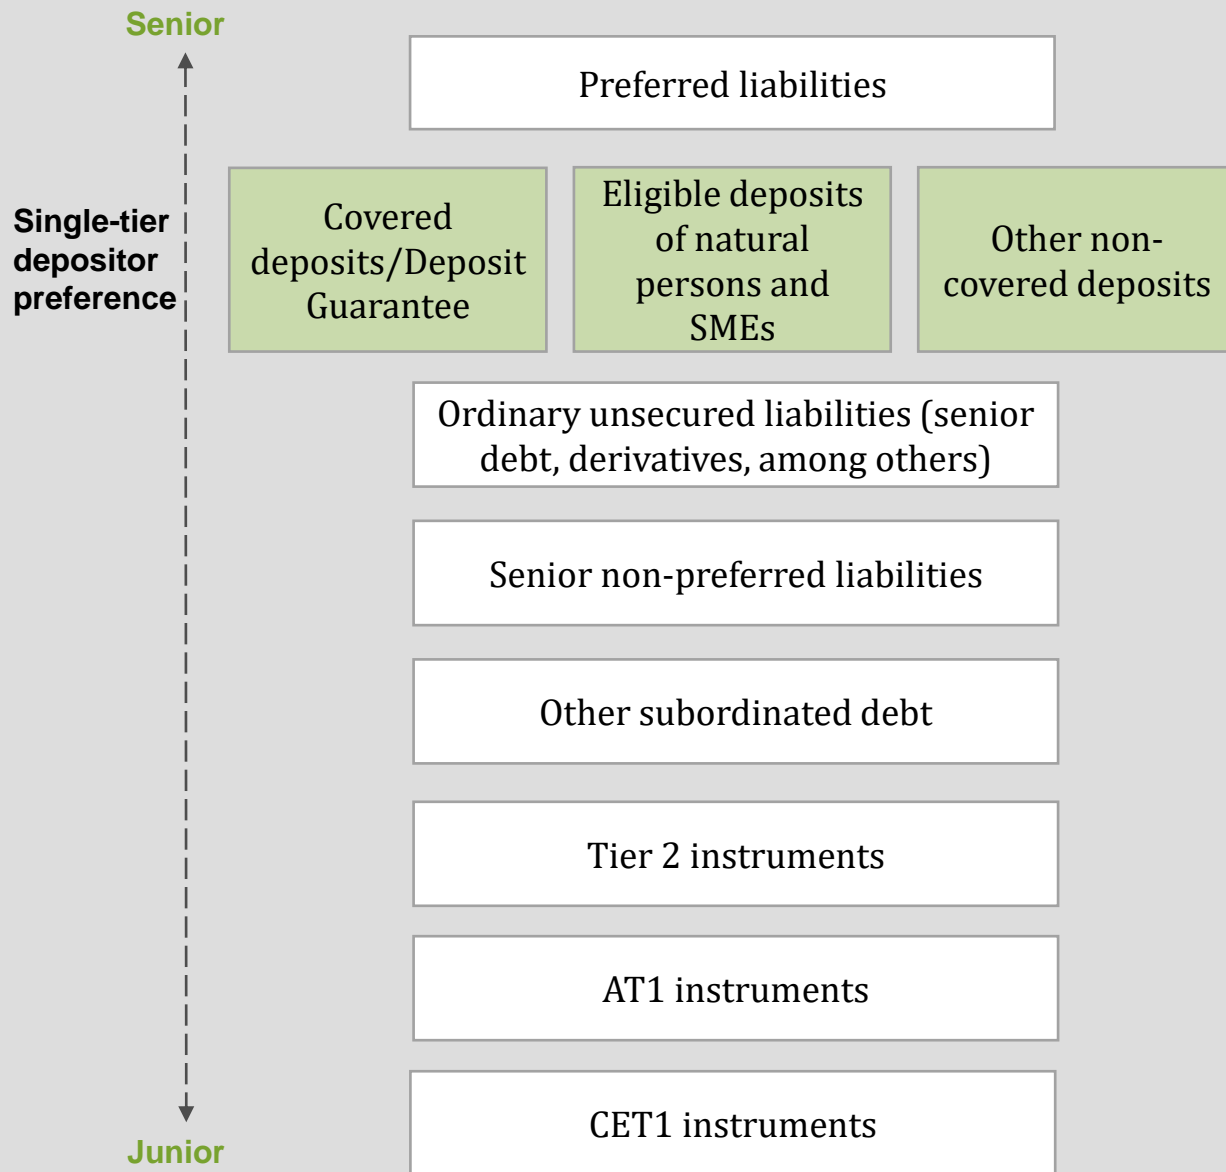 Senior
Preferred liabilities
Single-tier
depositor
preference
Covered
deposits/Deposit
Guarantee
Eligible deposits
of natural
persons and
SMEs
Other non-
covered deposits
Ordinary unsecured liabilities (senior
debt, derivatives, among others)
Senior non-preferred liabilities
Other subordinated debt
Tier 2 instruments
AT1 instruments
CET1 instruments
Junior